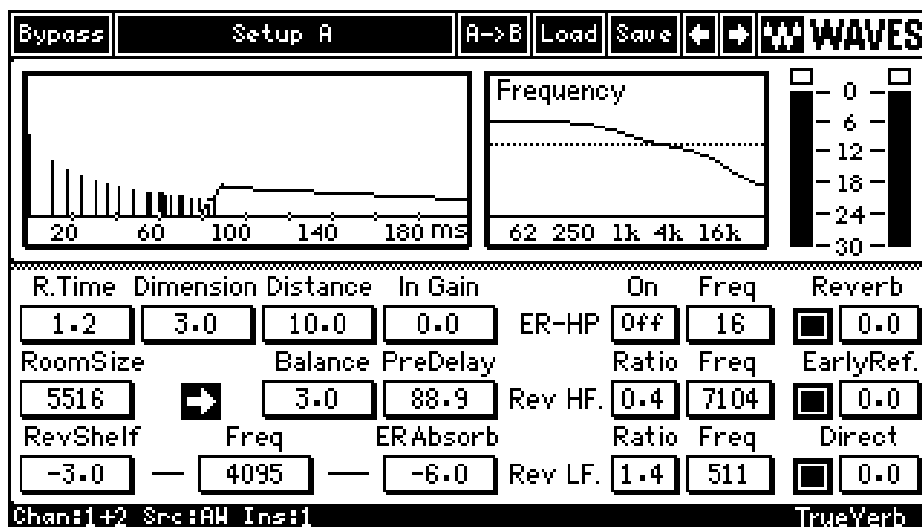 Bypass Setup A A->B Load Save WAVES
Frequency
0
6
12
18
24
30
20 60 100 140 180 ms
62 250 1k 4k 16k
R.Time Dimension Distance In Gain On Freq Reverb
1.2 3.0 10.0 0.0 ER-HP Off 16 0.0
RoomSize Balance PreDelay Ratio Freq EarlyRef.
5516 3.0 88.9 Rev HF. 0.4 7104 0.0
RevShelf Freq ER Absorb Ratio Freq Direct
-3.0 4095 -6.0 Rev LF. 1.4 511 0.0
Chan:1+2 Src:AW Ins:1 TrueVerb